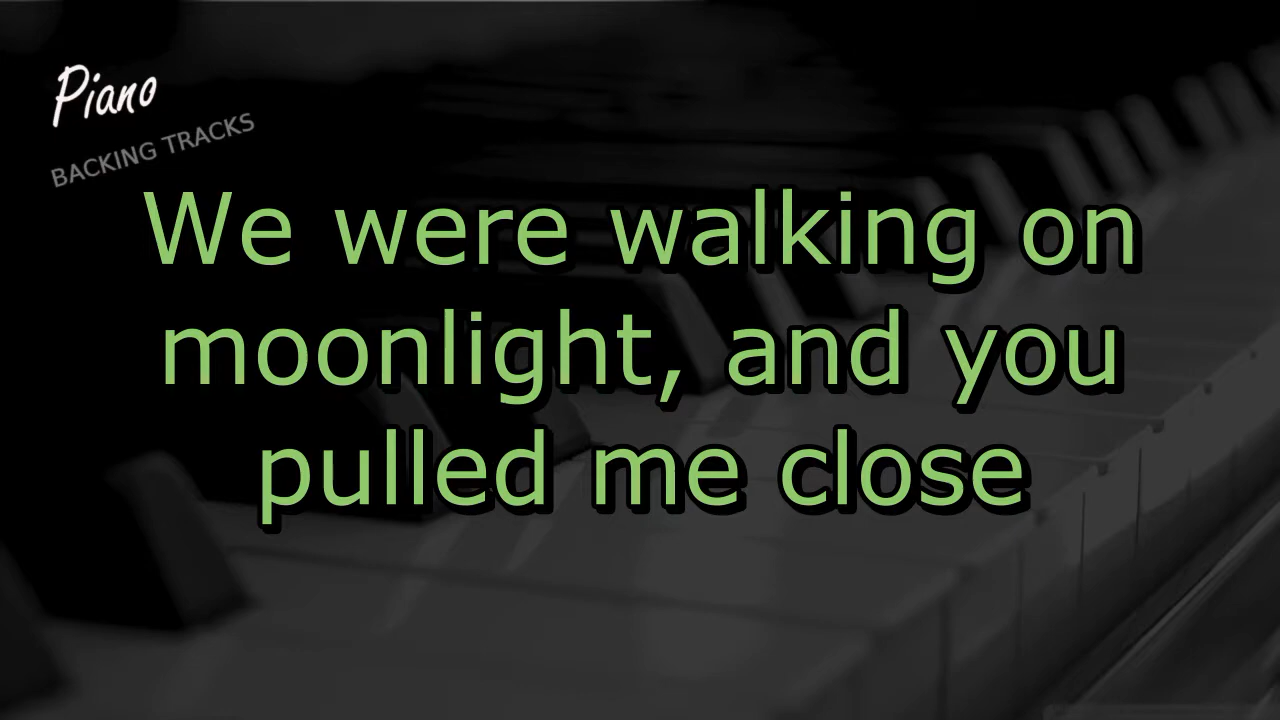 Piano
BACKING TRACKS
We were walking on
moonlight, and you
pulled me close